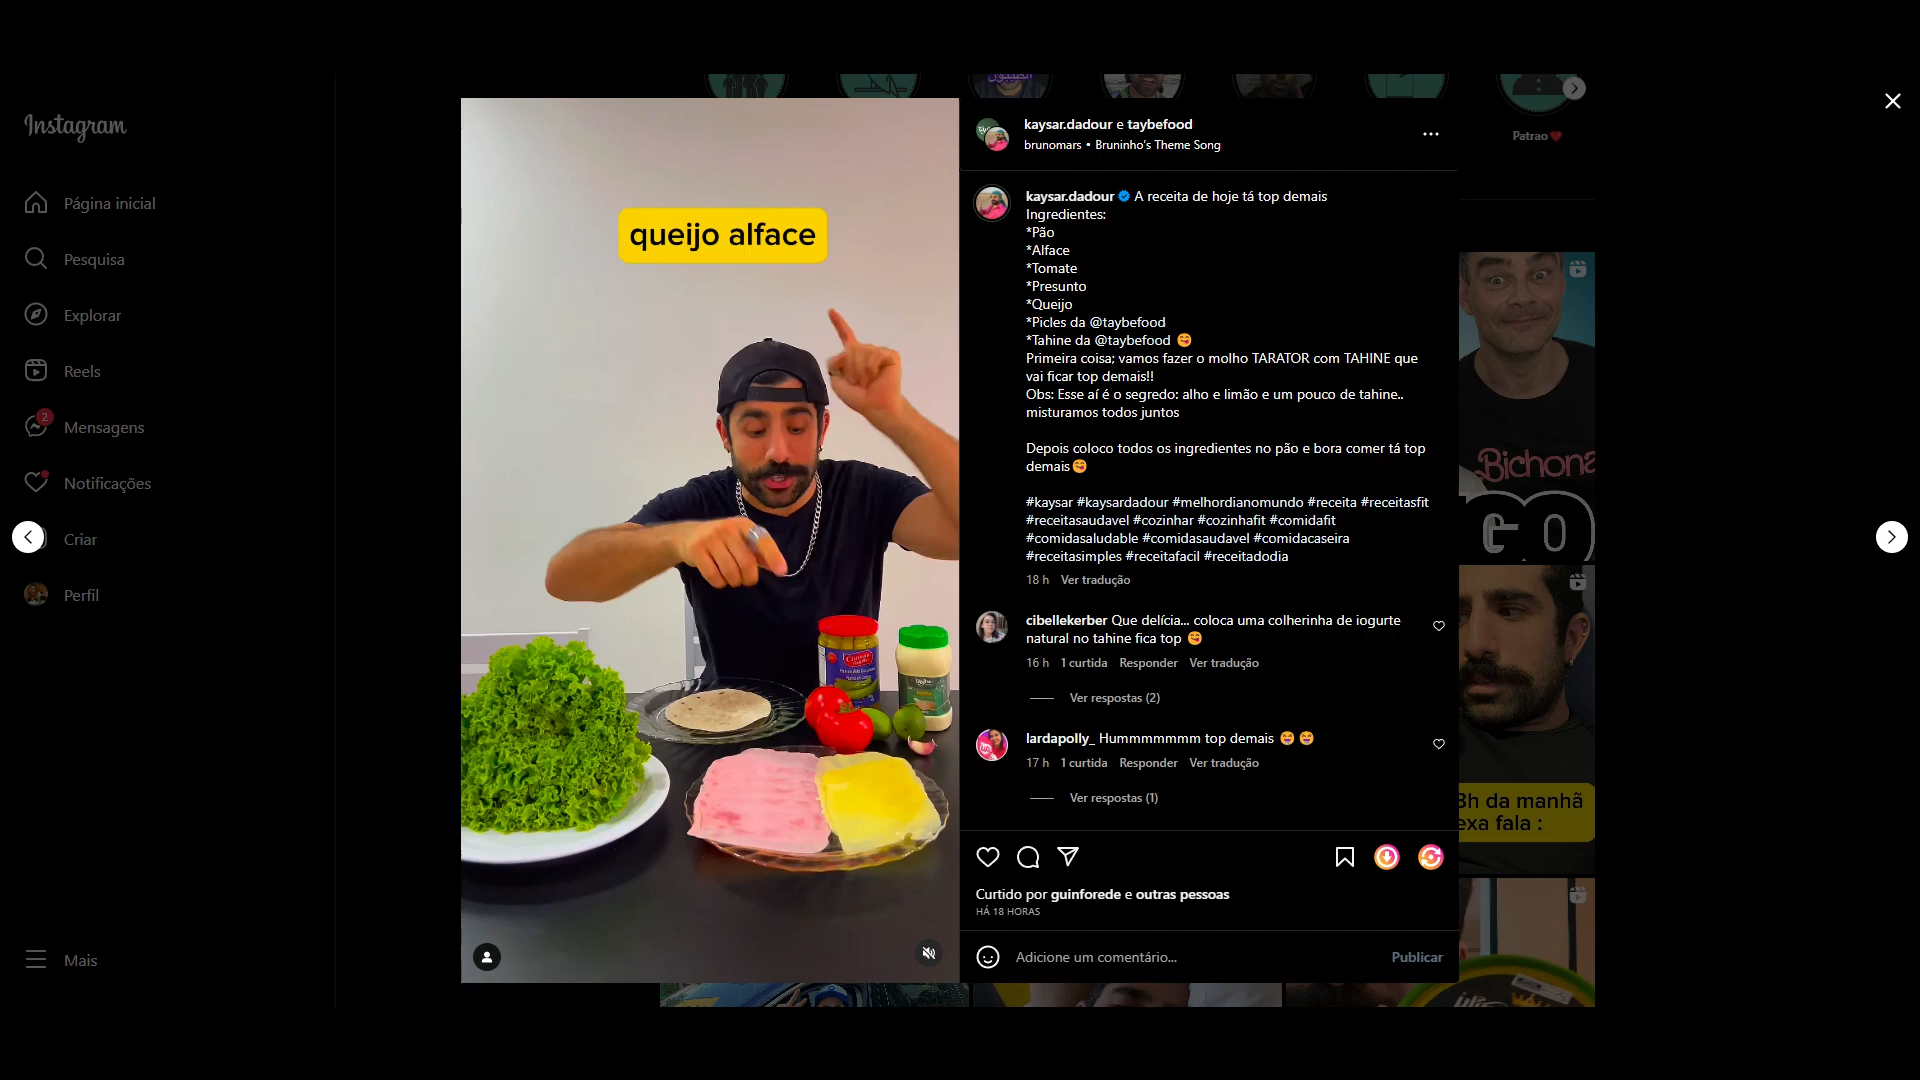 Instagram
Página inicial
Pesquisa
Explorar
Reels
2
Mensagens
Notificações
Criar
Perfil
Mais
queijo alface
Patrao❤️
kaysar.dadour e taybefood
brunomars • Bruninho's Theme Song
kaysar.dadour A receita de hoje tá top demais
Ingredientes:
*Pão
*Alface
*Tomate
*Presunto
*Queijo
*Picles da @taybefood
*Tahine da @taybefood 😋
Primeira coisa; vamos fazer o molho TARATOR com TAHINE que
vai ficar top demais!!
Obs: Esse aí é o segredo: alho e limão e um pouco de tahine..
misturamos todos juntos
Depois coloco todos os ingredientes no pão e bora comer tá top
demais😋
#kaysar #kaysardadour #melhordianomundo #receita #receitasfit
#receitasaudavel #cozinhar #cozinhafit #comidafit
#comidasaludable #comidasaudavel #comidacaseira
#receitasimples #receitafacil #receitadodia
18 h Ver tradução
cibellekerber Que delícia... coloca uma colherinha de iogurte
natural no tahine fica top 😋
16 h 1 curtida Responder Ver tradução
Ver respostas (2)
lardapolly_ Hummmmmmm top demais 😄 😄
17 h 1 curtida Responder Ver tradução
Ver respostas (1)
Curtido por guinforede e outras pessoas
HÁ 18 HORAS
Adicione um comentário...
Publicar
Bichona
3h da manhã
exa fala :